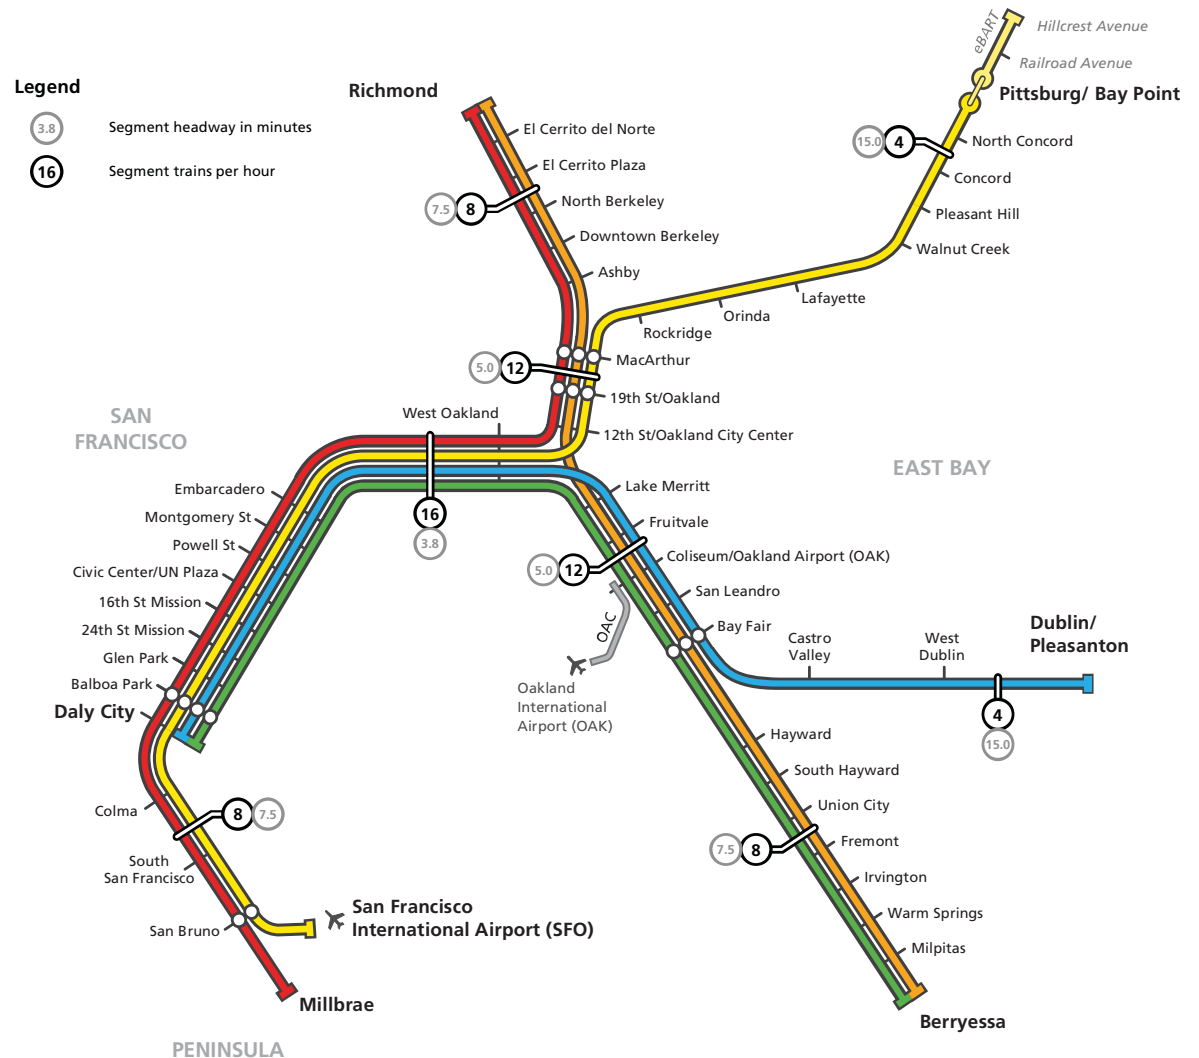 Legend
3.8
Segment headway in minutes
16
Segment trains per hour
Richmond
El Cerrito del Norte
El Cerrito Plaza
7.5
8
North Berkeley
Downtown Berkeley
Ashby
eBART
Hillcrest Avenue
Railroad Avenue
Pittsburg/ Bay Point
15.0
4
North Concord
Concord
Pleasant Hill
Walnut Creek
Lafayette
Orinda
Rockridge
MacArthur
5.0
12
19th St/Oakland
12th St/Oakland City Center
SAN
FRANCISCO
EAST BAY
West Oakland
16
3.8
Embarcadero
Montgomery St
Powell St
Civic Center/UN Plaza
16th St Mission
24th St Mission
Glen Park
Balboa Park
Daly City
Lake Merritt
Fruitvale
5.0
12
Coliseum/Oakland Airport (OAK)
San Leandro
Bay Fair
OAC
Oakland
International
Airport (OAK)
Castro
Valley
West
Dublin
Dublin/
Pleasanton
4
15.0
Hayward
South Hayward
Union City
7.5
8
Fremont
Irvington
Warm Springs
Milpitas
Berryessa
Colma
8
7.5
South
San Francisco
San Bruno
San Francisco
International Airport (SFO)
Millbrae
PENINSULA